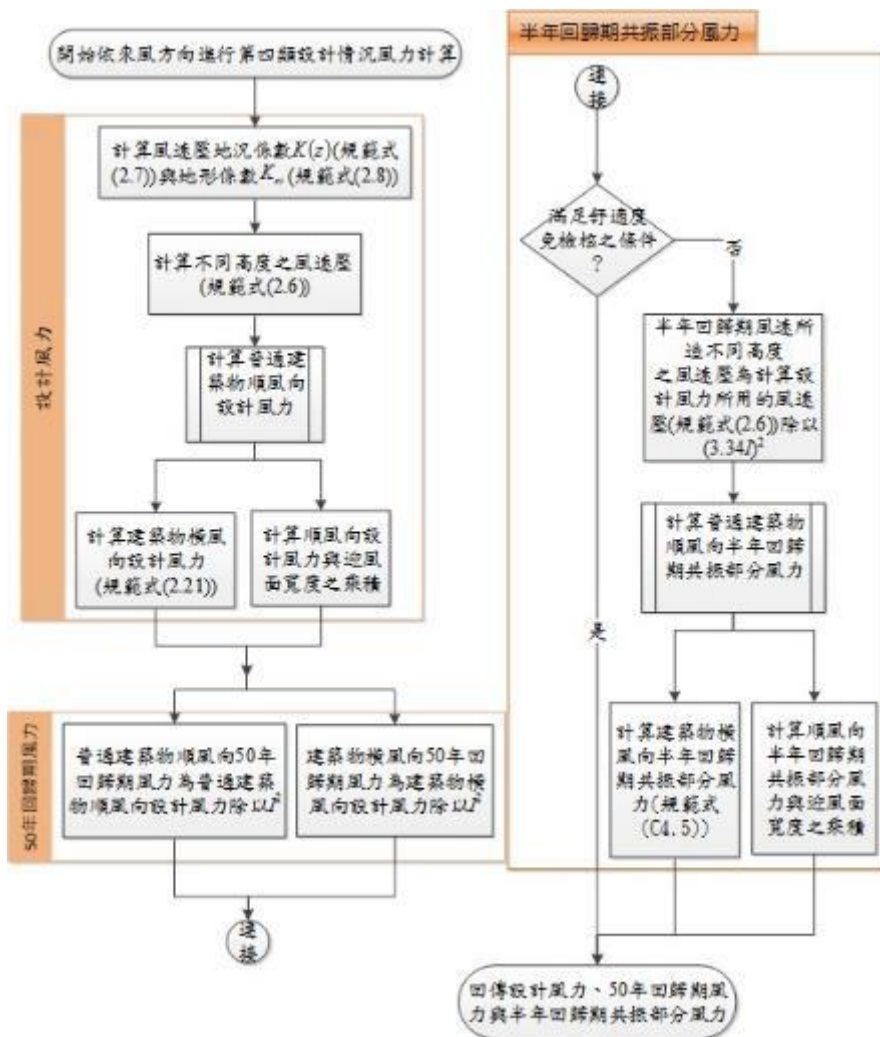 開始依來風方向進行第四類設計情況風力計算
設計風力
計算風速壓地況係數K(z)(規範式
(2.7))與地形係數Kzt(規範式(2.8))
計算不同高度之風速壓
(規範式(2.6))
計算普通建
築物順風向
設計風力
計算建築物橫風
向設計風力
(規範式(2.21))
計算順風向設
計風力與迎風
面寬度之乘積
50年回歸期風力
普通建築物順風向50年
回歸期風力為普通建築
物順風向設計風力除以I²
建築物橫風向50年回
歸期風力為建築物橫
風向設計風力除以I²
連接
半年回歸期共振部分風力
連接
滿足舒適度
免檢核之條件
?
否
是
半年回歸期風速所
造不同高度
之風速壓為計算設
計風力所用的風速
壓(規範式(2.6))除以
(3.34I)²
計算普通建築物
順風向半年回歸
期共振部分風力
計算建築物橫
風向半年回歸
期共振部分風
力(規範式
(C4.5))
計算順風向
半年回歸期
共振部分風
力與迎風面
寬度之乘積
回傳設計風力、50年回歸期風
力與半年回歸期共振部分風力